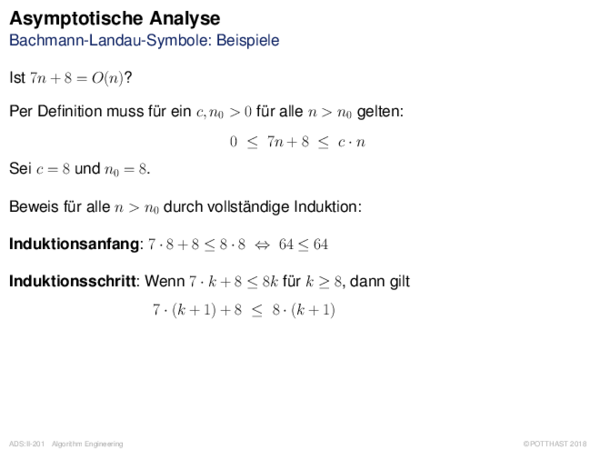 Asymptotische Analyse
Bachmann-Landau-Symbole: Beispiele
Ist 7n + 8 = O(n)?
Per Definition muss für ein c, n₀ > 0 für alle n > n₀ gelten:
0 ≤ 7n + 8 ≤ c · n
Sei c = 8 und n₀ = 8.
Beweis für alle n > n₀ durch vollständige Induktion:
Induktionsanfang: 7 · 8 + 8 ≤ 8 · 8 ⇔ 64 ≤ 64
Induktionsschritt: Wenn 7 · k + 8 ≤ 8k für k ≥ 8, dann gilt
7 · (k + 1) + 8 ≤ 8 · (k + 1)
ADS:II-201 Algorithm Engineering © POTTHAST 2018